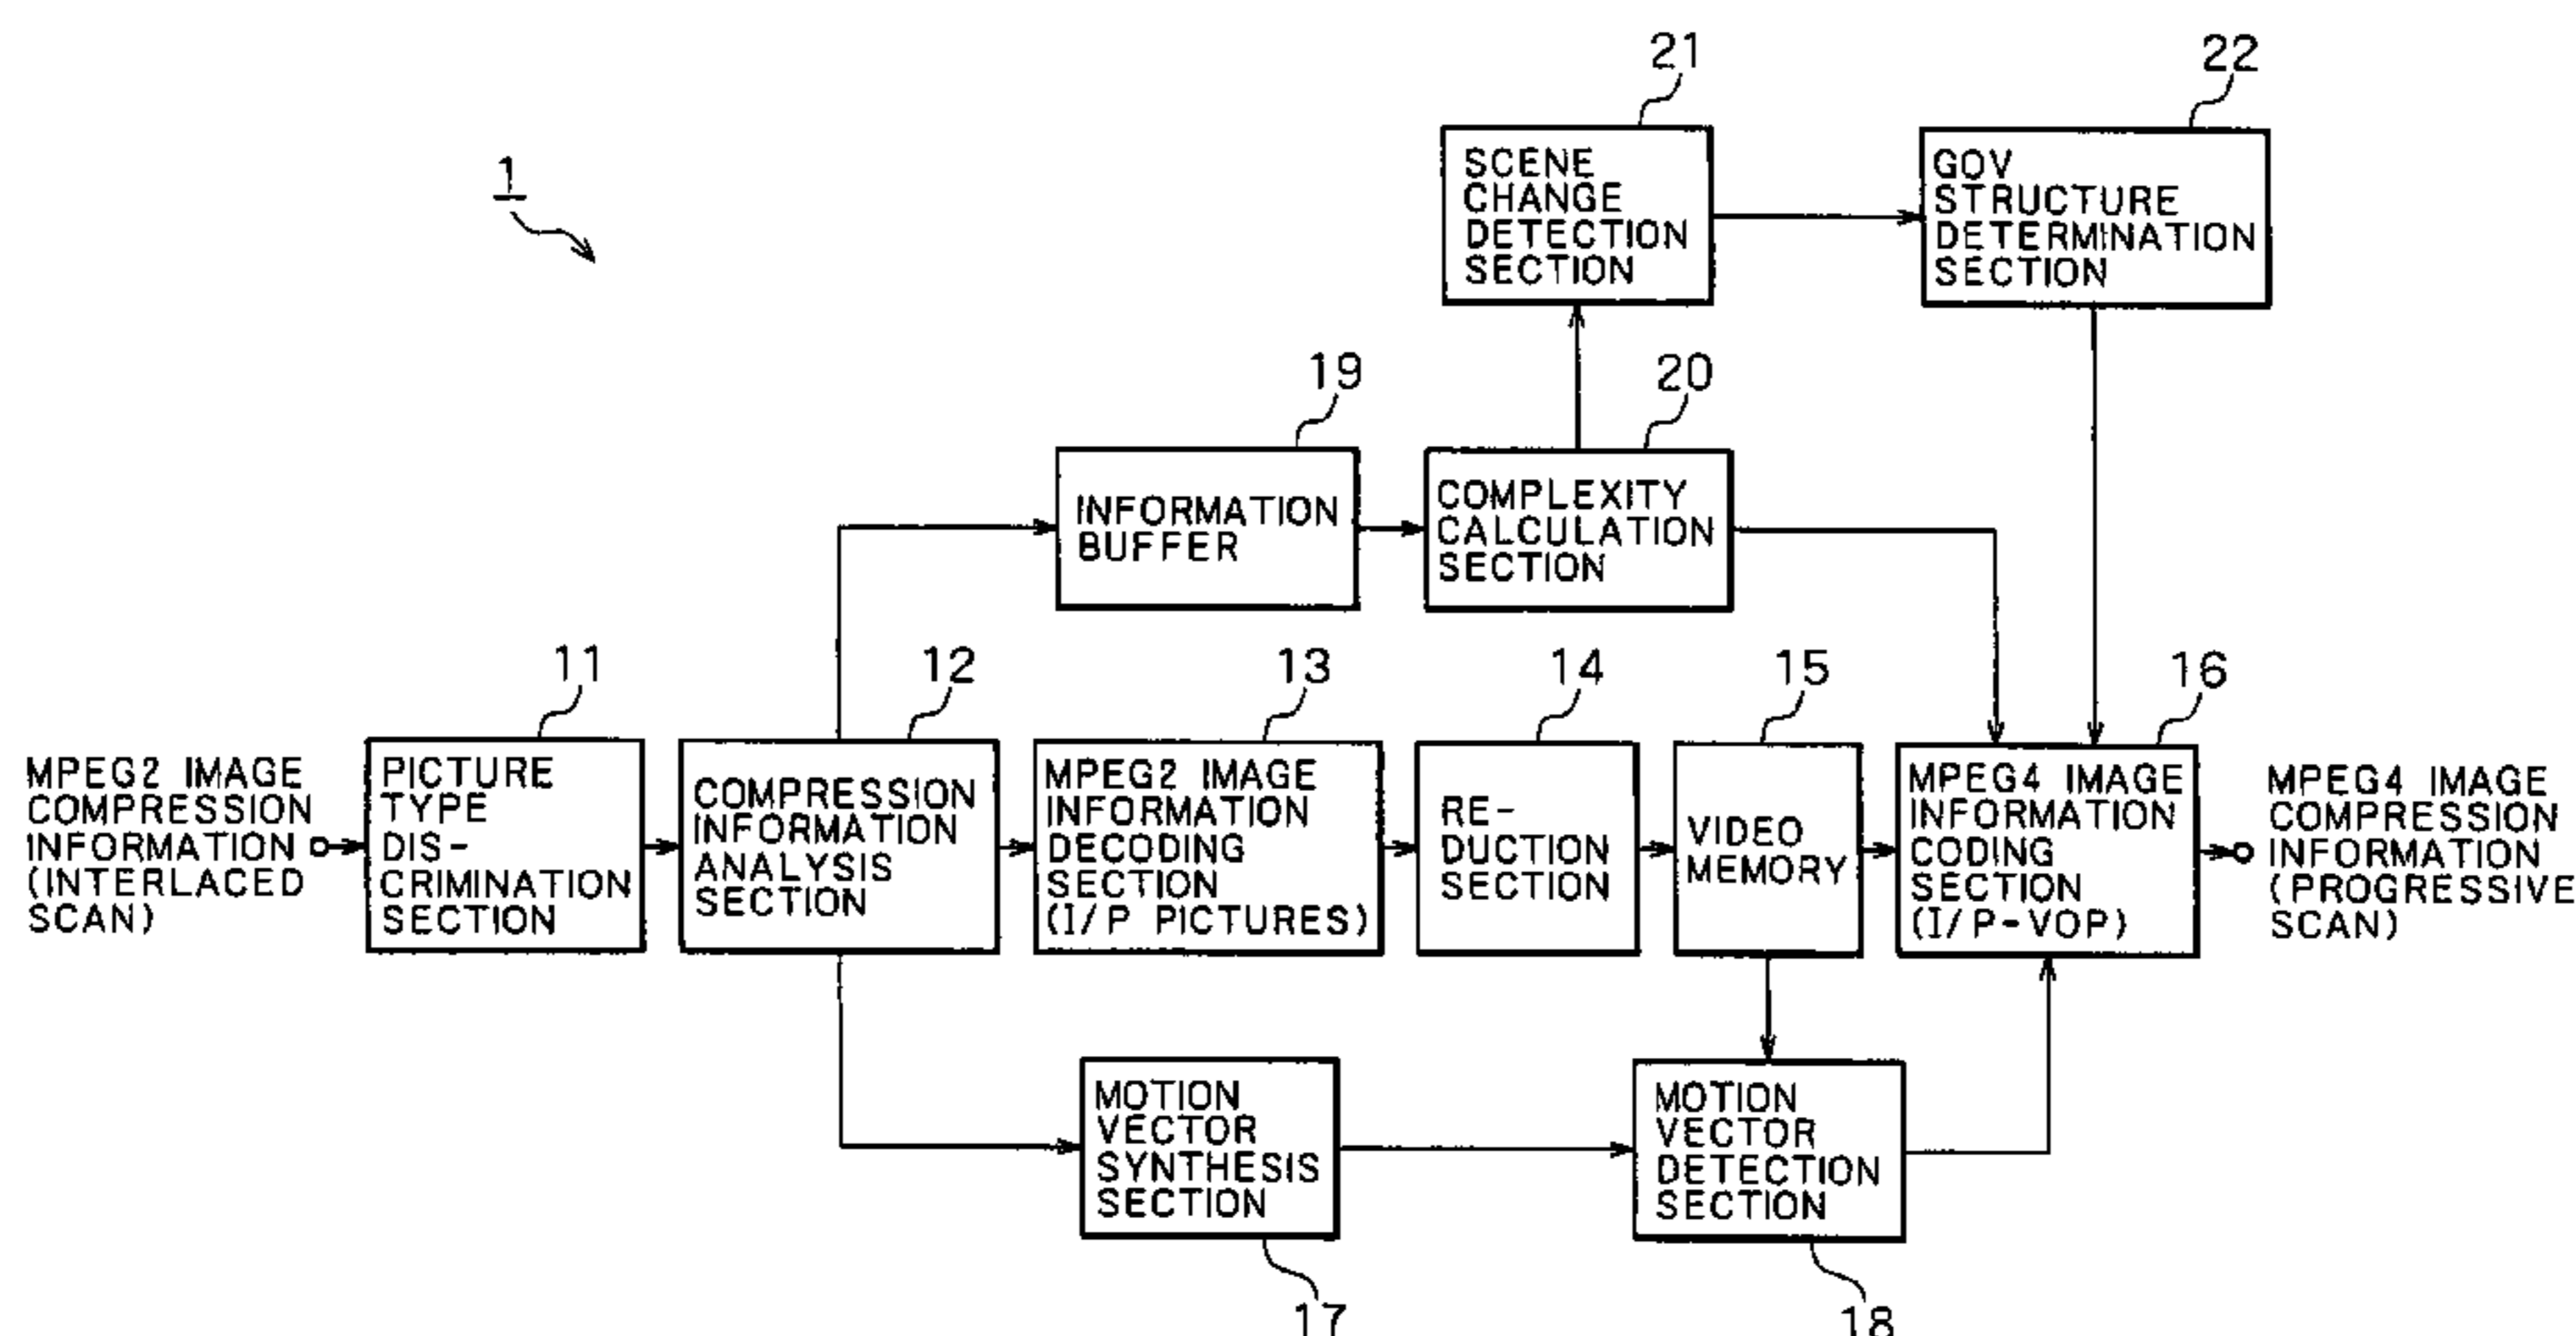 21
22
1
SCENE
CHANGE
DETECTION
SECTION
GOV
STRUCTURE
DETERMINATION
SECTION
19
20
INFORMATION
BUFFER
COMPLEXITY
CALCULATION
SECTION
11
12
13
14
15
16
MPEG2 IMAGE
COMPRESSION
INFORMATION
(INTERLACED
SCAN)
PICTURE
TYPE
DIS-
CRIMINATION
SECTION
COMPRESSION
INFORMATION
ANALYSIS
SECTION
MPEG2 IMAGE
INFORMATION
DECODING
SECTION
(I/P PICTURES)
RE-
DUCTION
SECTION
VIDEO
MEMORY
MPEG4 IMAGE
INFORMATION
CODING
SECTION
(I/P-VOP)
MPEG4 IMAGE
COMPRESSION
INFORMATION
(PROGRESSIVE
SCAN)
MOTION
VECTOR
SYNTHESIS
SECTION
MOTION
VECTOR
DETECTION
SECTION
17
18